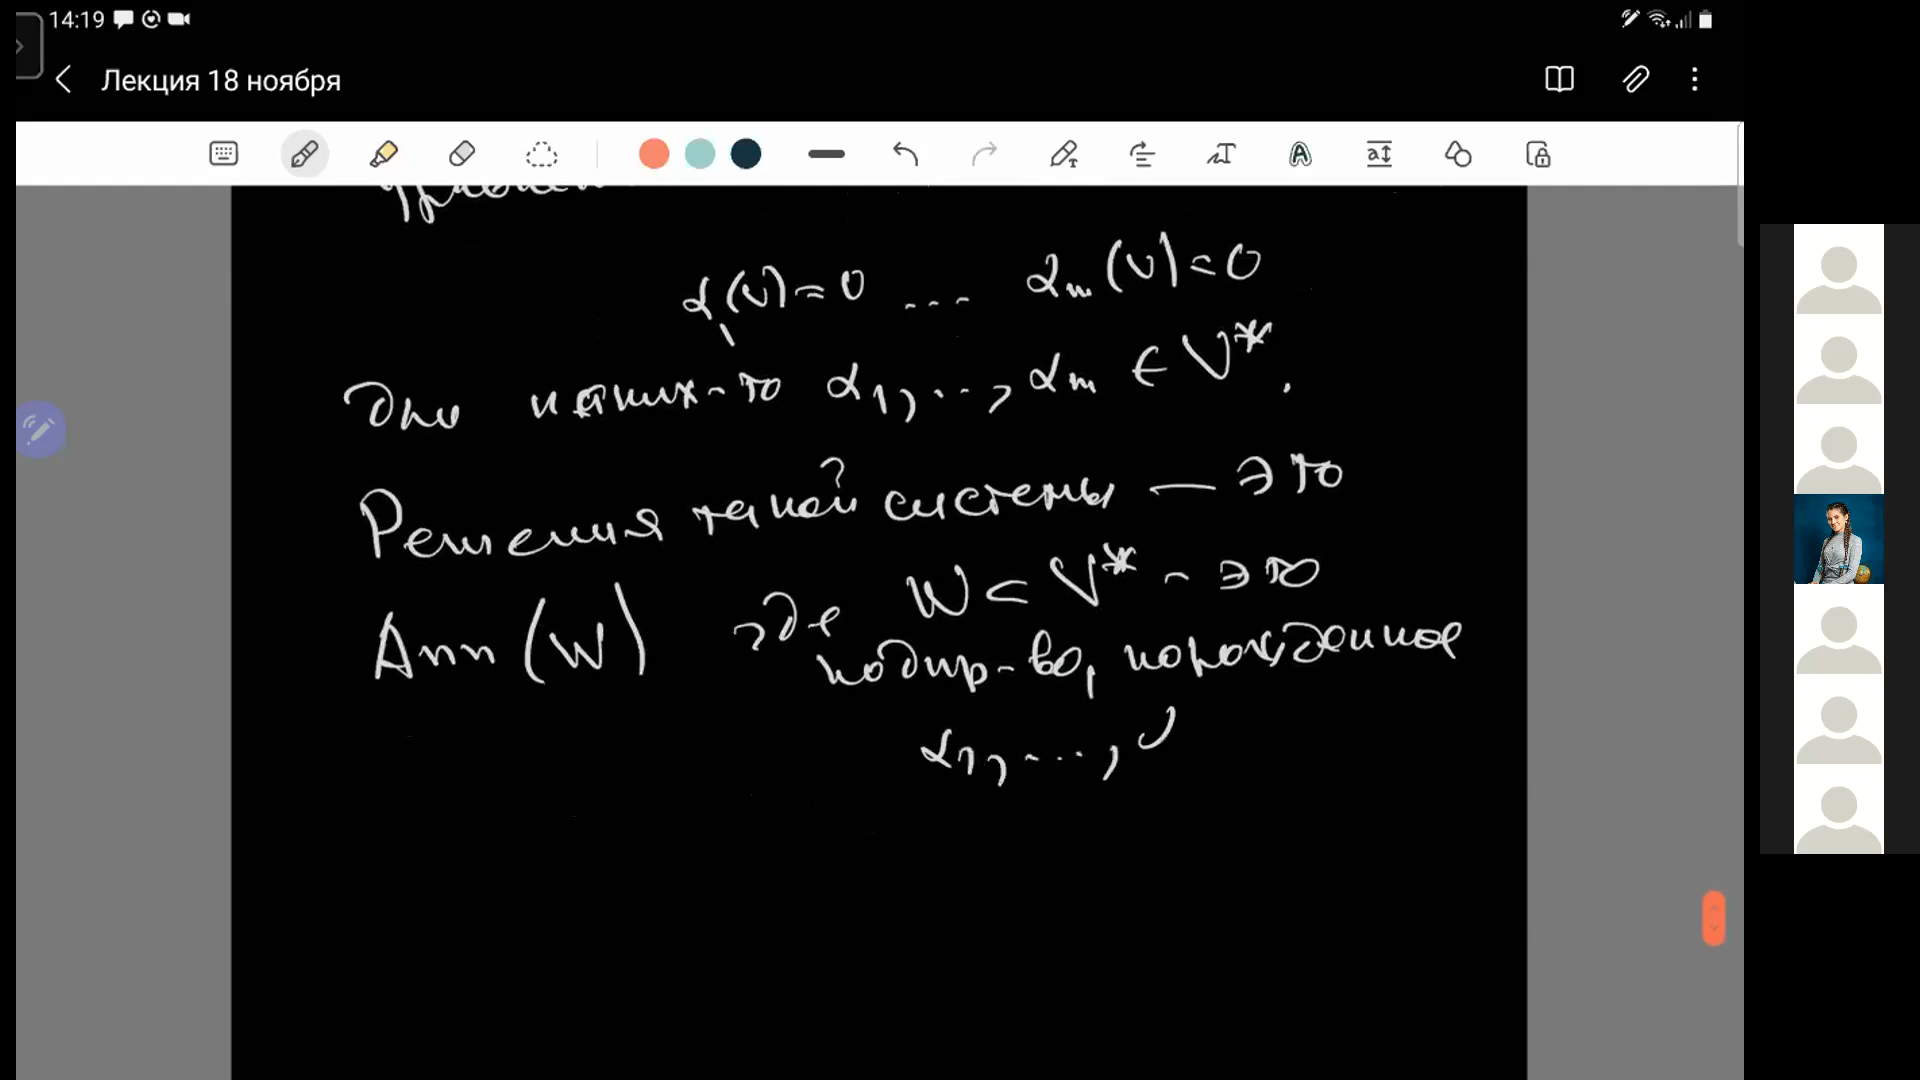 14:19
Лекция 18 ноября
α₁(v)=0 ... αₘ(v)=0
для каких-то α₁,..,αₘ ∈ V*.
Решения такой системы — это
Ann(W) где W ⊂ V* - это
подпр-во, порожденное
α₁,...,